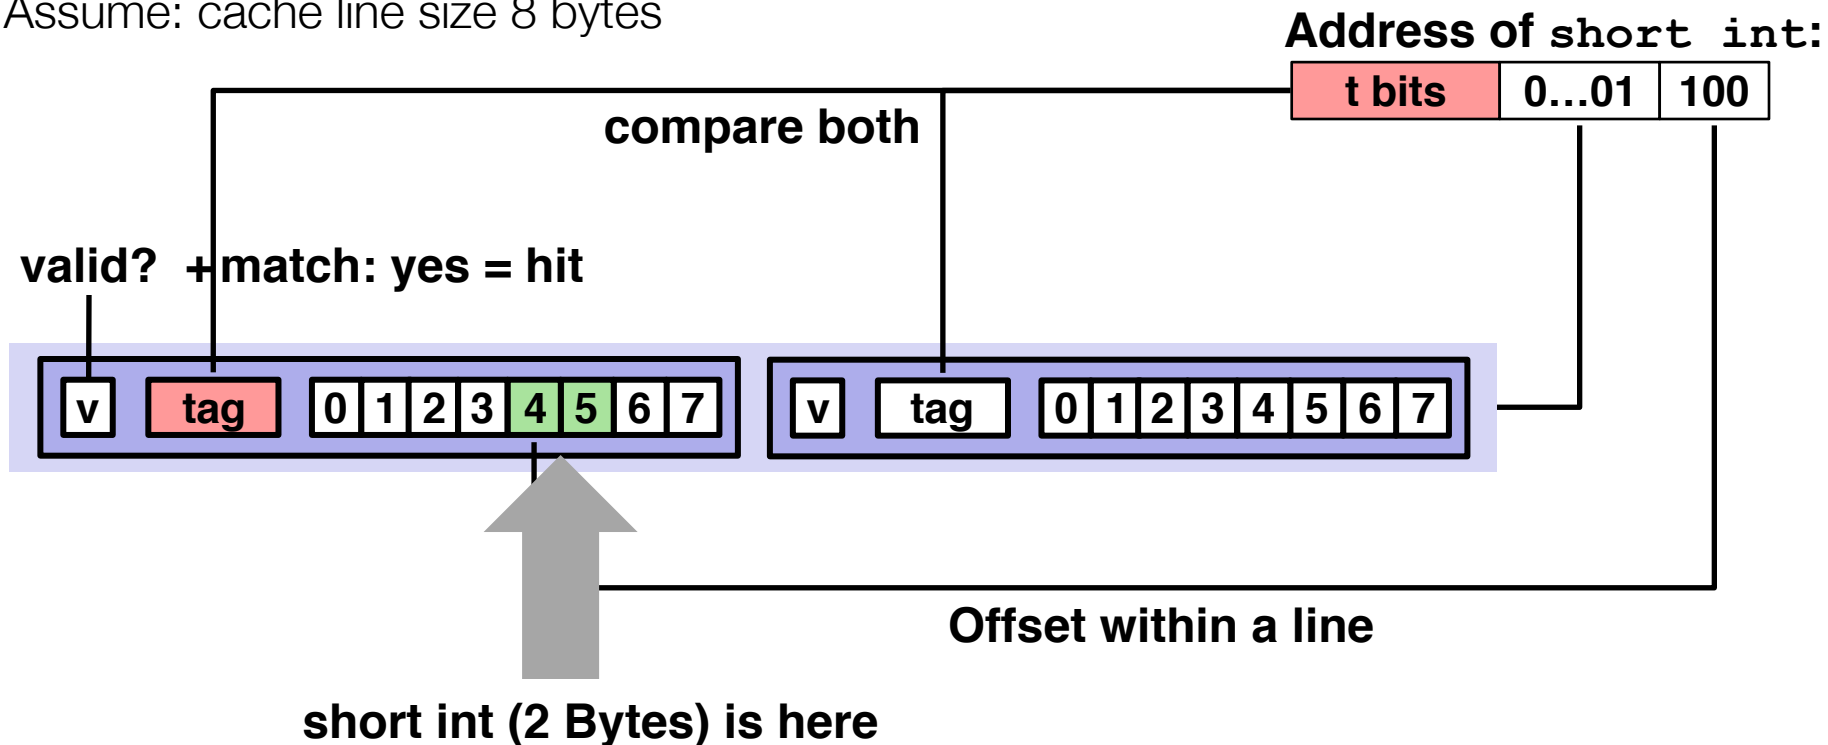 Assume: cache line size 8 bytes
Address of short int:
t bits 0...01 100
compare both
valid? + match: yes = hit
v tag 0 1 2 3 4 5 6 7 v tag 0 1 2 3 4 5 6 7
Offset within a line
short int (2 Bytes) is here